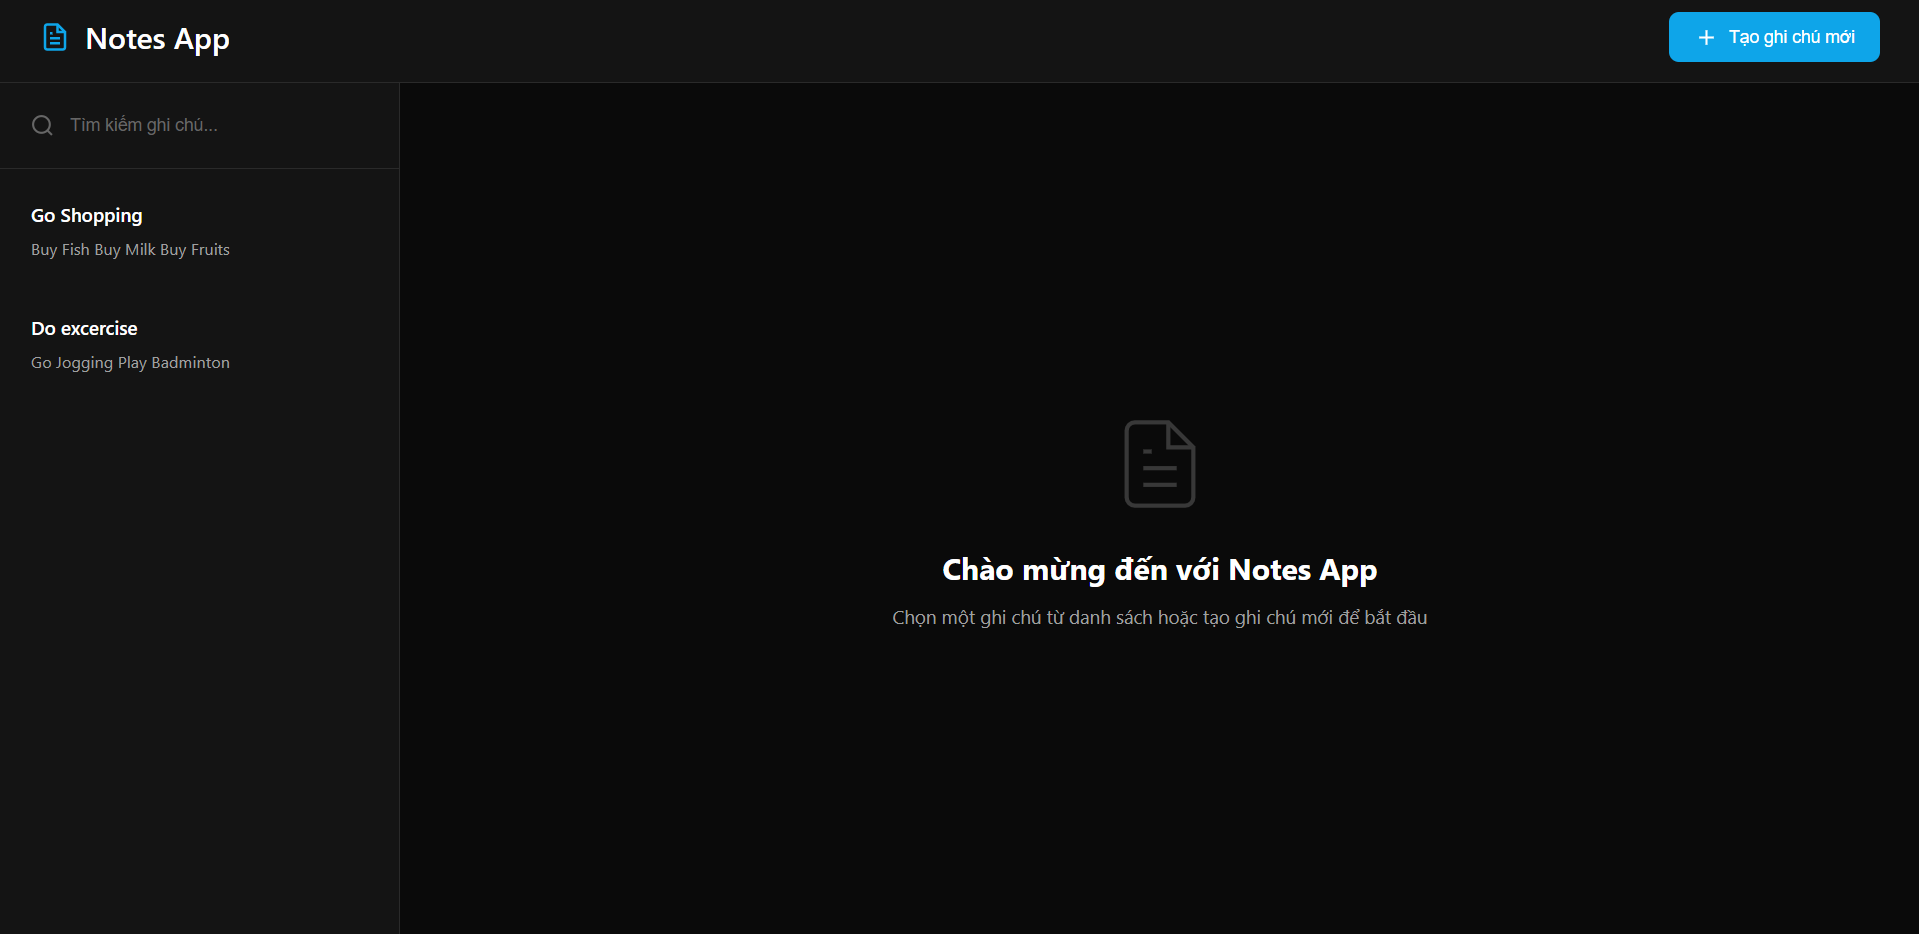 Notes App
Tạo ghi chú mới
Tìm kiếm ghi chú...
Go Shopping
Buy Fish Buy Milk Buy Fruits
Do excercise
Go Jogging Play Badminton
Chào mừng đến với Notes App
Chọn một ghi chú từ danh sách hoặc tạo ghi chú mới để bắt đầu